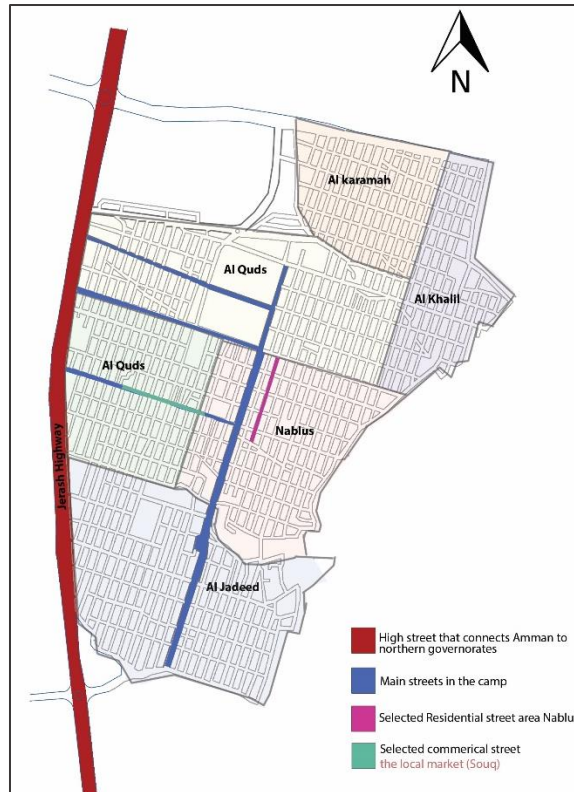 N
Al karamah
Al Quds
Al Khalil
Al Quds
Nablus
Jerash Highway
Al Jadeed
High street that connects Amman to
northern governorates
Main streets in the camp
Selected Residential street area Nablu
Selected commerical street
the local market (Souq)